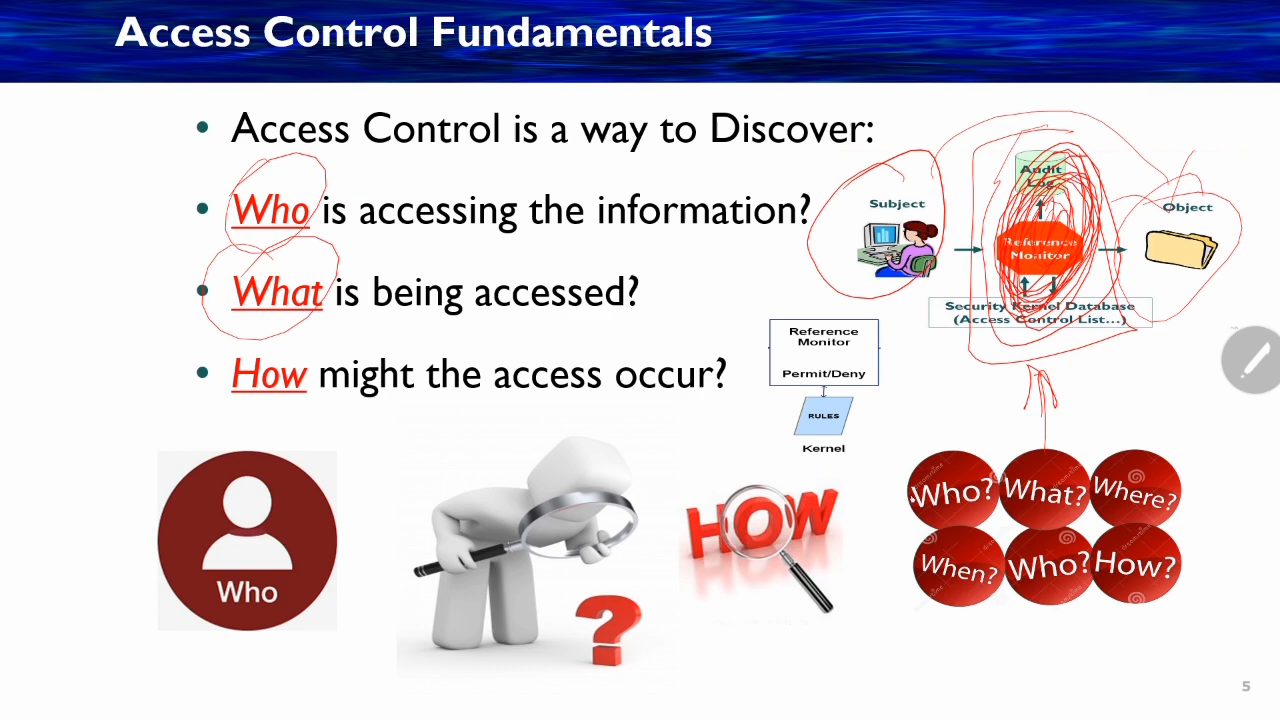 Access Control Fundamentals
• Access Control is a way to Discover:
• Who is accessing the information?
• What is being accessed?
• How might the access occur?
Audit
Log
Subject
Reference
Monitor
Object
Security Kernel Database
(Access Control List...)
Reference
Monitor
Permit/Deny
RULES
Kernel
Who
HOW
Who? What? Where?
When? Who? How?
5